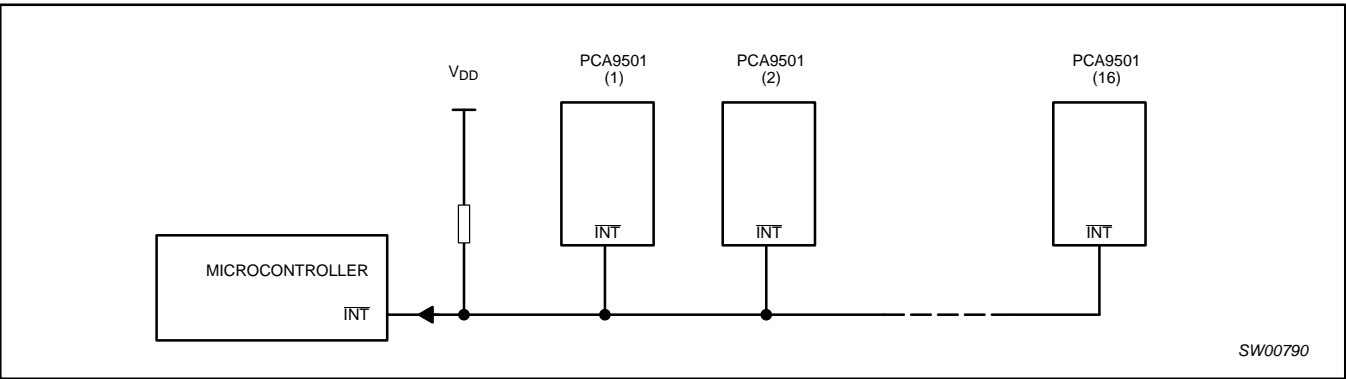 PCA9501
(1)
PCA9501
(2)
PCA9501
(16)
VDD
INT
INT
INT
MICROCONTROLLER
INT
SW00790